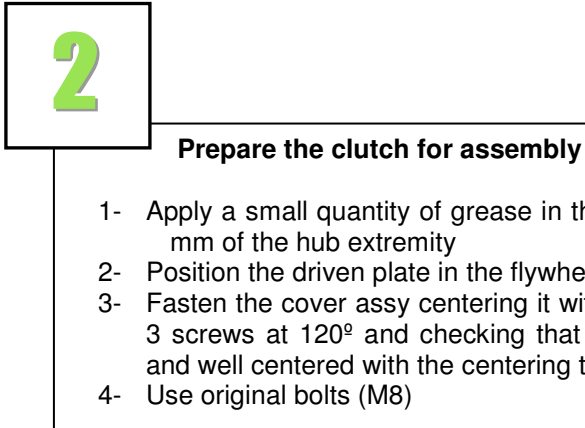 2
Prepare the clutch for assembly
1- Apply a small quantity of grease in th
mm of the hub extremity
2- Position the driven plate in the flywhe
3- Fasten the cover assy centering it wi
3 screws at 120º and checking that
and well centered with the centering t
4- Use original bolts (M8)